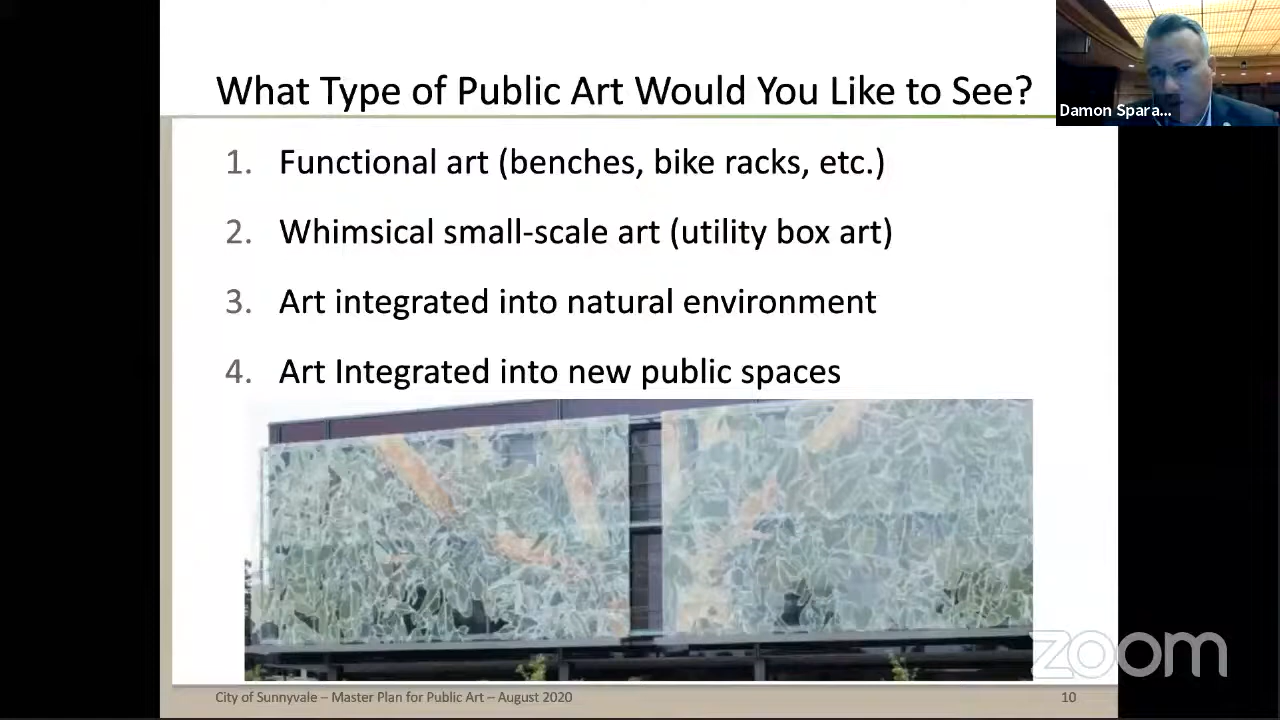 What Type of Public Art Would You Like to See?
Damon Spara...
1. Functional art (benches, bike racks, etc.)
2. Whimsical small-scale art (utility box art)
3. Art integrated into natural environment
4. Art Integrated into new public spaces
zoom
City of Sunnyvale – Master Plan for Public Art – August 2020
10